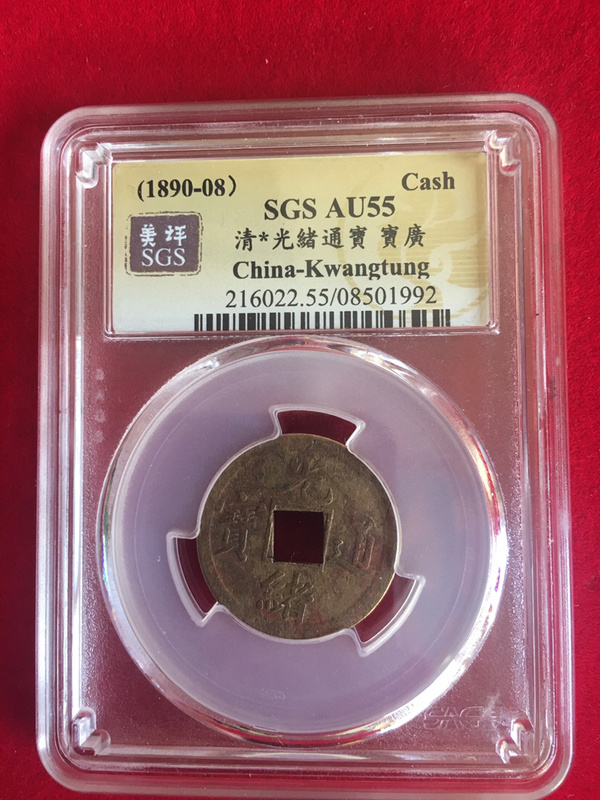 (1890-08)
Cash
SGS AU55
美评
SGS
清*光緒通寶 寶廣
China-Kwangtung
216022.55/08501992
光
寶 通
緒